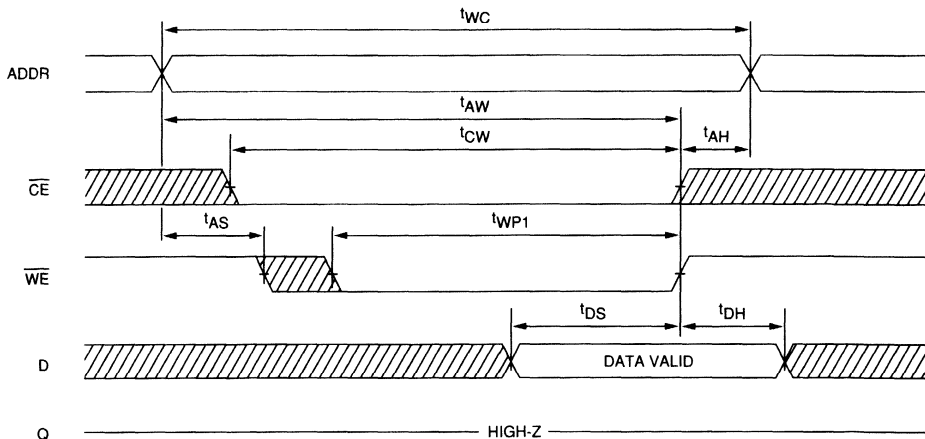 tWC
ADDR
tAW
tCW
tAH
CE
tAS
tWP1
WE
tDS
tDH
D
DATA VALID
Q
HIGH-Z